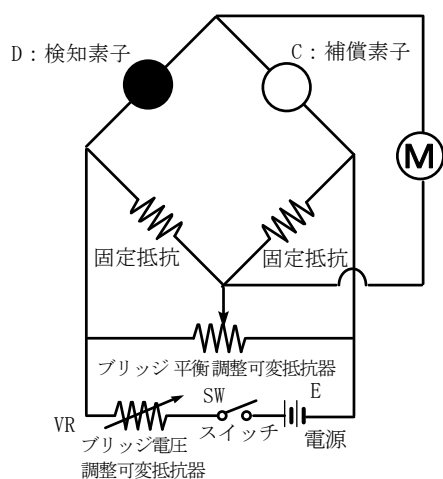 D：検知素子
C：補償素子
M
固定抵抗
固定抵抗
ブリッジ平衡調整可変抵抗器
SW
E
VR
スイッチ
電源
ブリッジ電圧
調整可変抵抗器